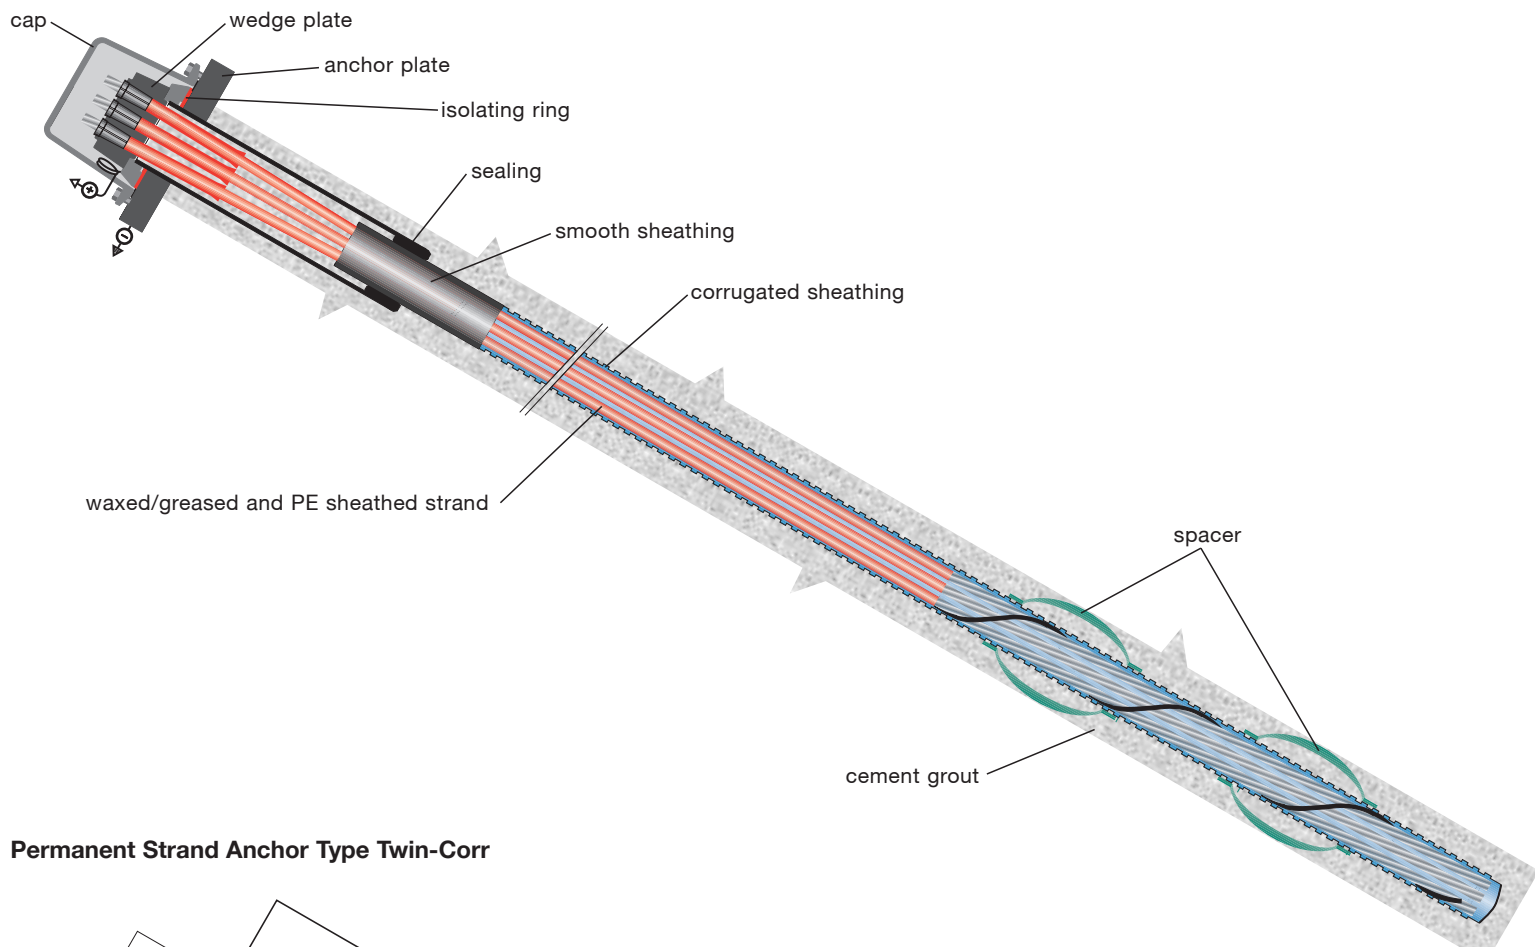 cap
wedge plate
anchor plate
isolating ring
sealing
smooth sheathing
corrugated sheathing
waxed/greased and PE sheathed strand
spacer
cement grout
Permanent Strand Anchor Type Twin-Corr